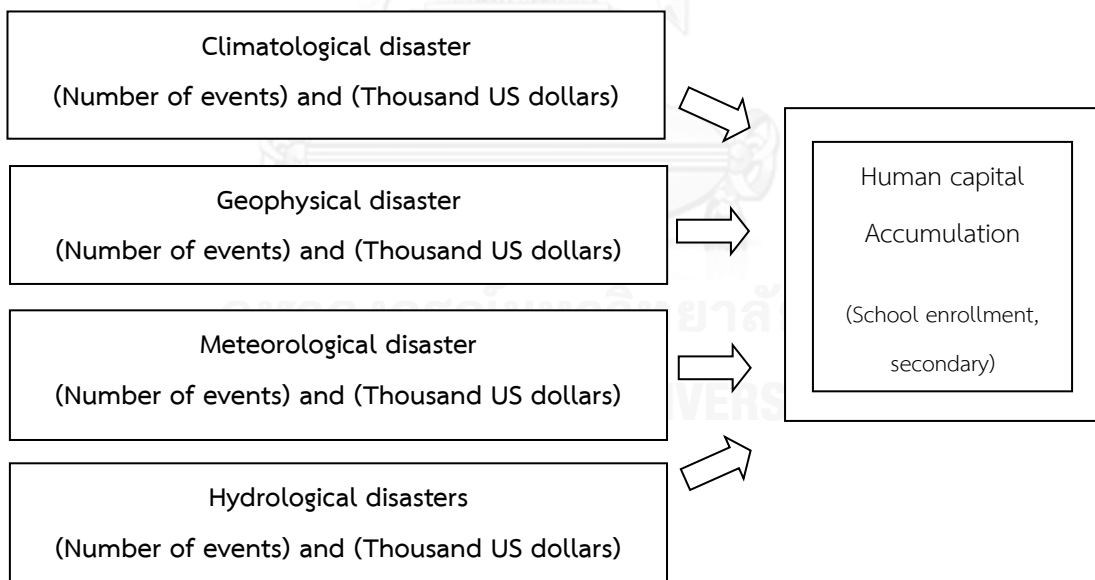 Climatological disaster
(Number of events) and (Thousand US dollars)
Geophysical disaster
(Number of events) and (Thousand US dollars)
Meteorological disaster
(Number of events) and (Thousand US dollars)
Hydrological disasters
(Number of events) and (Thousand US dollars)
Human capital
Accumulation
(School enrollment,
secondary)